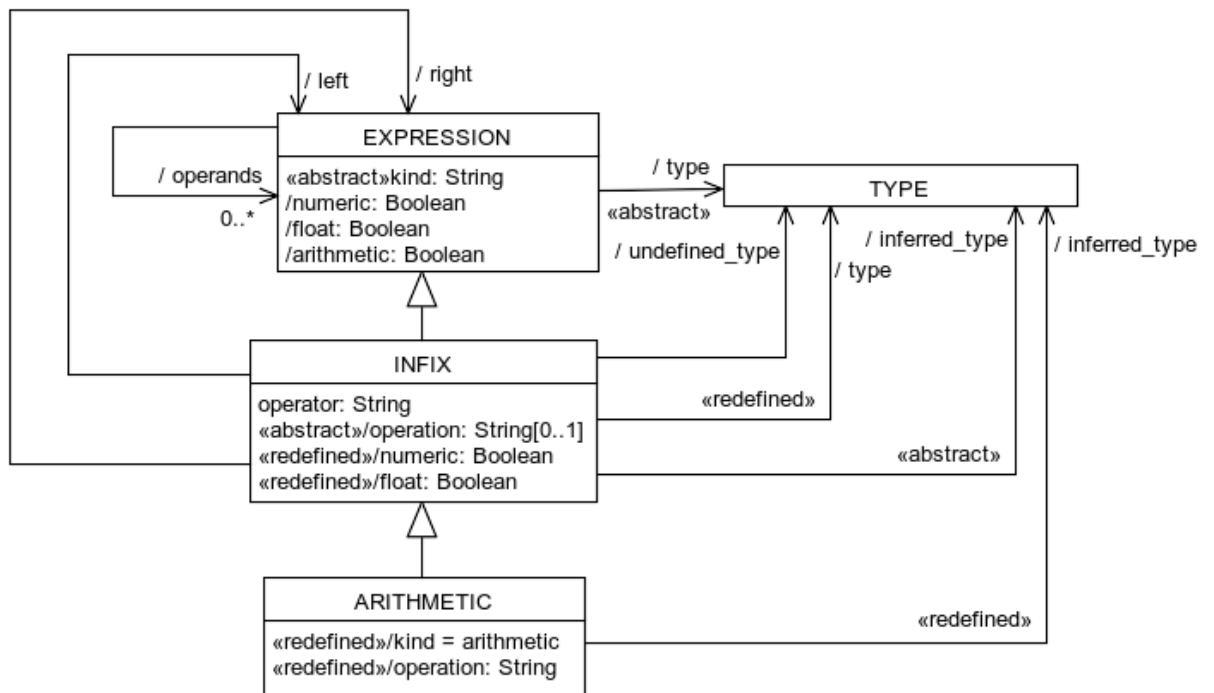 / left
/ right
EXPRESSION
«abstract»kind: String
/numeric: Boolean
/float: Boolean
/arithmetic: Boolean
/ operands
0..*
/ type
«abstract»
TYPE
/ undefined_type
/ type
/ inferred_type
/ inferred_type
INFIX
operator: String
«abstract»/operation: String[0..1]
«redefined»/numeric: Boolean
«redefined»/float: Boolean
«redefined»
«abstract»
ARITHMETIC
«redefined»/kind = arithmetic
«redefined»/operation: String
«redefined»